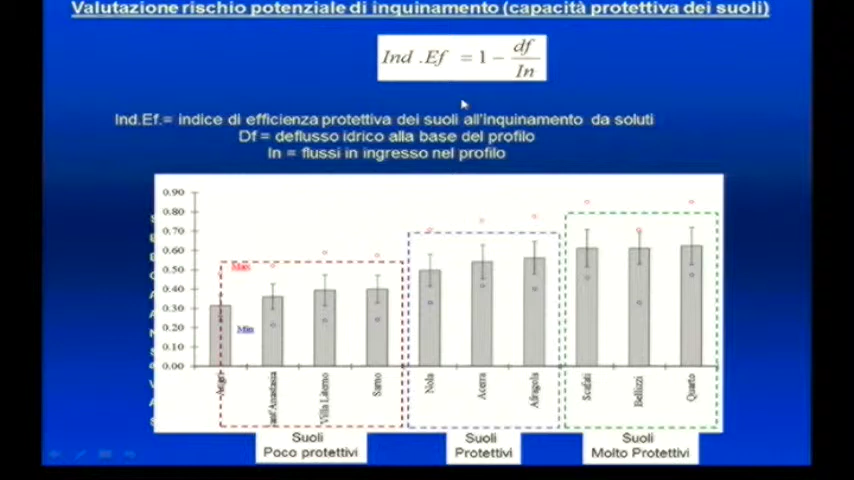 Valutazione rischio potenziale di inquinamento (capacità protettiva dei suoli)
Ind .Ef = 1 - df/In
Ind.Ef.= indice di efficienza protettiva dei suoli all'inquinamento da soluti
Df = deflusso idrico alla base del profilo
In = flussi in ingresso nel profilo
0.90
0.80
0.70
0.60
0.50
0.40
0.30
0.20
0.10
0.00
Max
Min
Angri
Sant'Anastasia
Villa Literno
Sarno
Nola
Acerra
Afragola
Scafati
Bellizzi
Quarto
Suoli
Poco protettivi
Suoli
Protettivi
Suoli
Molto Protettivi